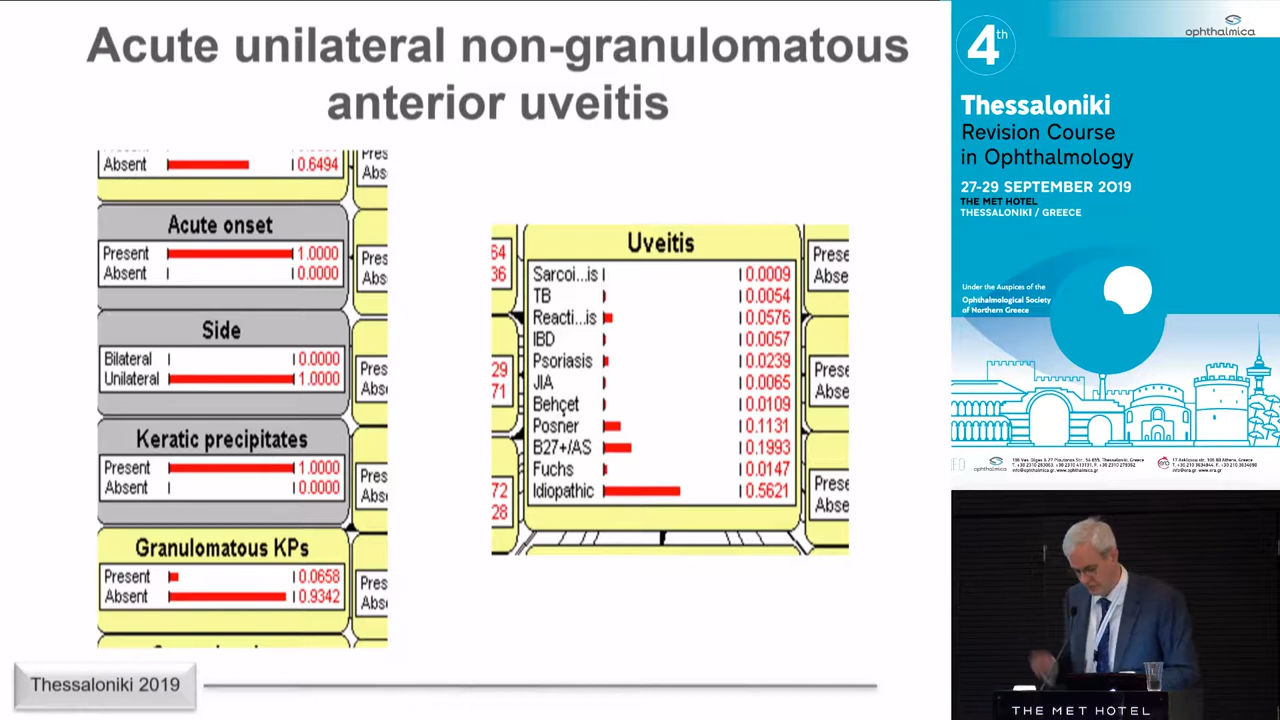 Acute unilateral non-granulomatous
anterior uveitis
Absent 0.6494
Acute onset
Present 1.0000
Absent 0.0000
Side
Bilateral 0.0000
Unilateral 1.0000
Keratic precipitates
Present 1.0000
Absent 0.0000
Granulomatous KPs
Present 0.0658
Absent 0.9342
Pres
Abs
Pres
Abs
Pres
Abs
Pres
Abs
Pres
Abs
64
36
29
71
72
28
Uveitis
Sarcoi...is 0.0009
TB 0.0054
Reacti...is 0.0576
IBD 0.0057
Psoriasis 0.0239
JIA 0.0065
Behçet 0.0109
Posner 0.1131
B27+/AS 0.1993
Fuchs 0.0147
Idiopathic 0.5621
Prese
Abse
Prese
Abse
Prese
Abse
Thessaloniki 2019
4th
ophthalmica
Thessaloniki
Revision Course
in Ophthalmology
27-29 SEPTEMBER 2019
THE MET HOTEL
THESSALONIKI / GREECE
Under the Auspices of the
Ophthalmological Society
of Northern Greece
ophthalmica
THE MET HOTEL